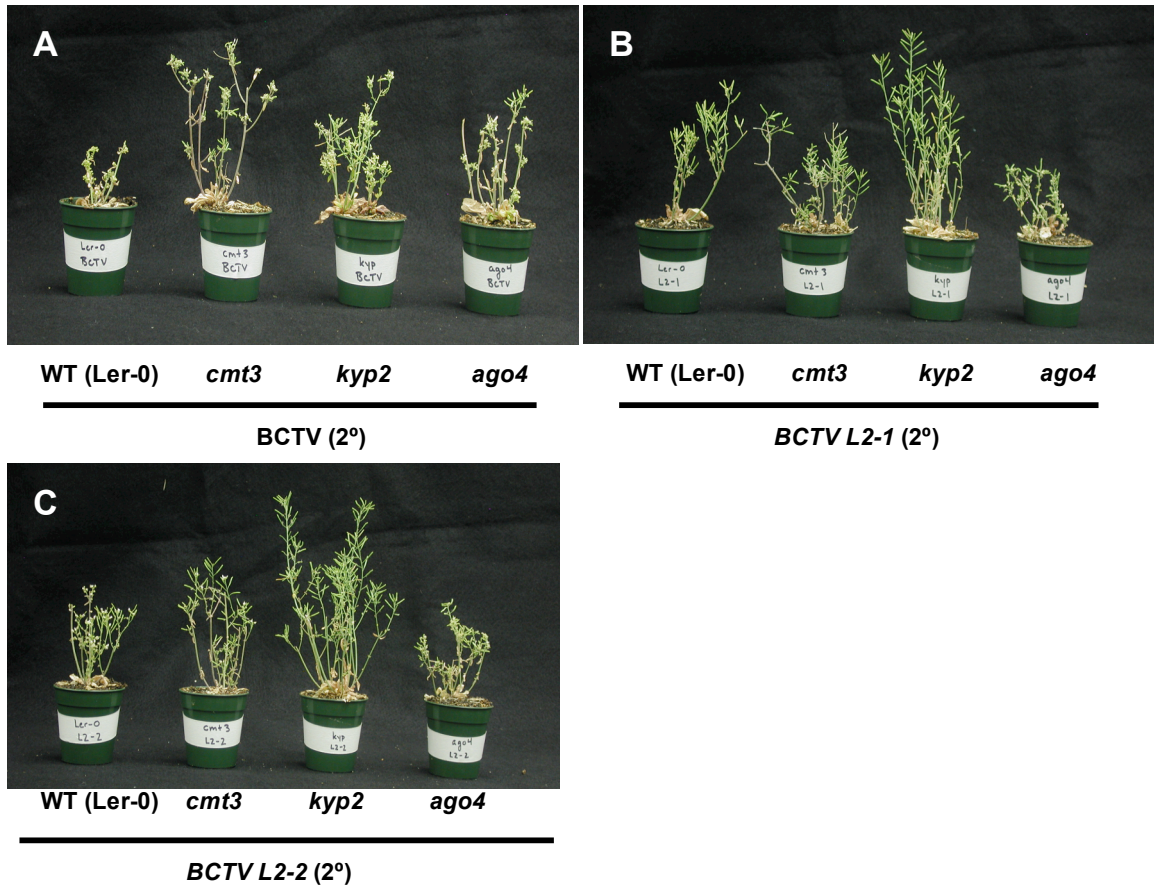 A
Ler-0
BCTV
cmt3
BCTV
kyp
BCTV
ago4
BCTV
WT (Ler-0) cmt3 kyp2 ago4
BCTV (2º)
B
Ler-0
L2-1
cmt3
L2-1
kyp
L2-1
ago4
L2-1
WT (Ler-0) cmt3 kyp2 ago4
BCTV L2-1 (2º)
C
Ler-0
L2-2
cmt3
L2-2
kyp
L2-2
ago4
L2-2
WT (Ler-0) cmt3 kyp2 ago4
BCTV L2-2 (2º)